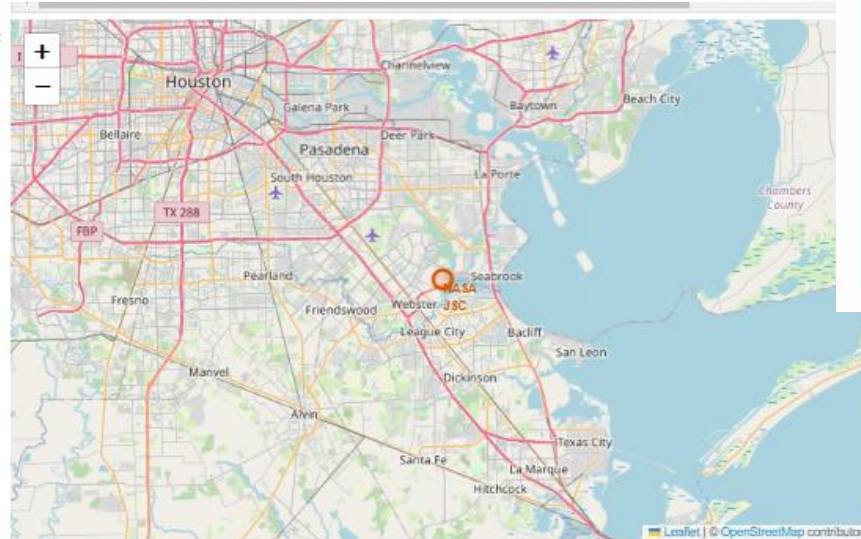 +
−
Houston
Channelview
Galena Park
Baytown
Beach City
Bellaire
Deer Park
Pasadena
South Houston
La Porte
Chambers
County
TX 288
FBP
Pearland
Seabrook
NASA
JSC
Fresno
Friendswood
Webster
League City
Bacliff
San Leon
Manvel
Dickinson
Alvin
Texas City
Santa Fe
La Marque
Hitchcock
Leaflet | © OpenStreetMap contributor